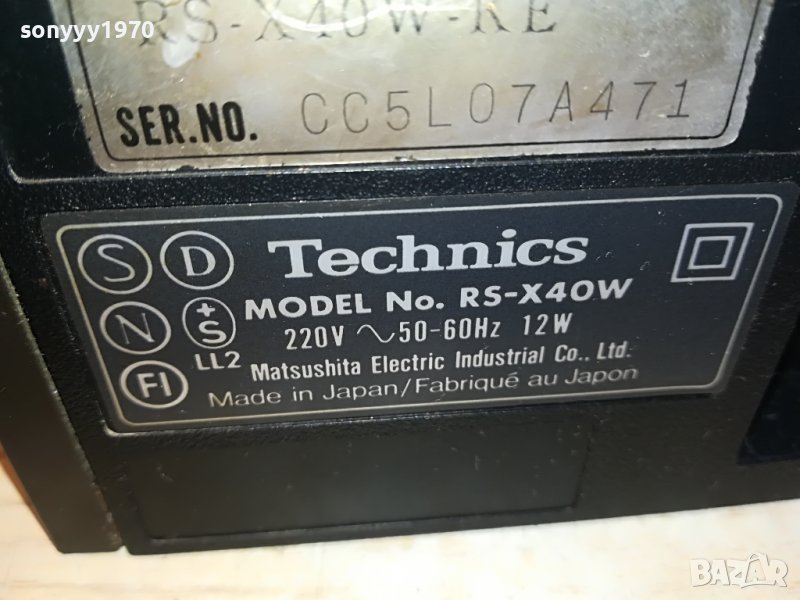 sonyyy1970
RS-X40W-KE
SER.NO. CC5L07A471
S D Technics
N +S MODEL No. RS-X40W
220V ~ 50-60Hz 12W
LL2
FI Matsushita Electric Industrial Co., Ltd.
Made in Japan/Fabriqué au Japon
BAZAR